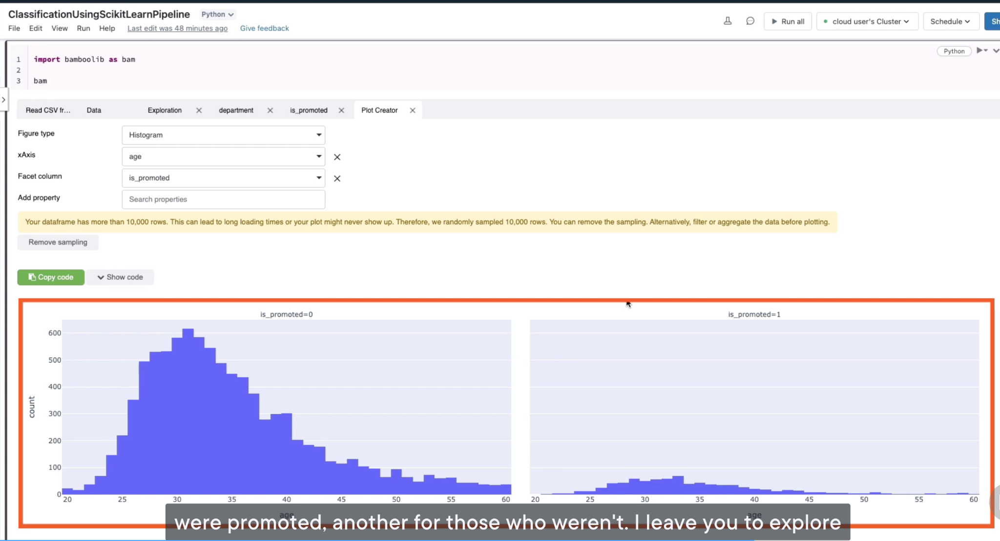 ClassificationUsingScikitLearnPipeline Python
File Edit View Run Help Last edit was 48 minutes ago Give feedback
Run all cloud user's Cluster Schedule Sh
Python
1 import bamboolib as bam
2
3 bam
Read CSV fr... Data Exploration department is_promoted Plot Creator
Figure type Histogram
xAxis age
Facet column is_promoted
Add property Search properties
Your dataframe has more than 10,000 rows. This can lead to long loading times or your plot might never show up. Therefore, we randomly sampled 10,000 rows. You can remove the sampling. Alternatively, filter or aggregate the data before plotting.
Remove sampling
Copy code Show code
is_promoted=0 is_promoted=1
600
500
400
count
300
200
100
0
20 25 30 35 40 45 50 55 60 20 25 30 35 40 45 50 55 60
age age
were promoted, another for those who weren't. I leave you to explore